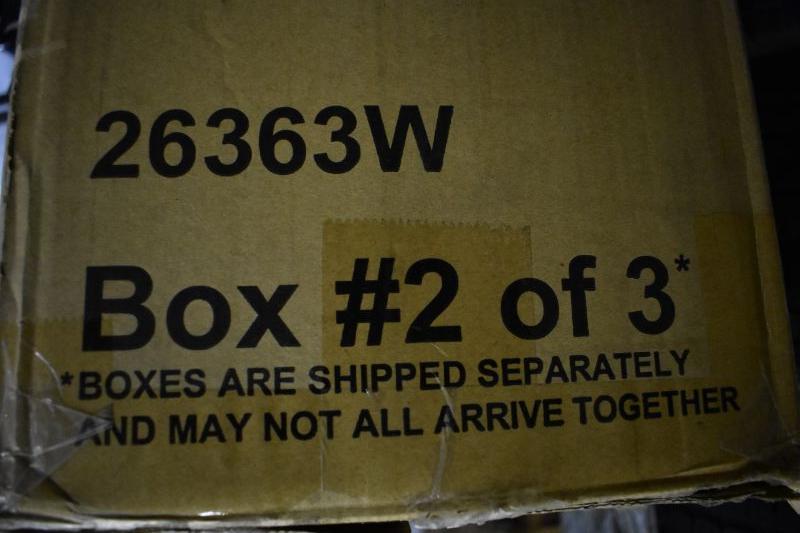 26363W
Box #2 of 3*
*BOXES ARE SHIPPED SEPARATELY
AND MAY NOT ALL ARRIVE TOGETHER